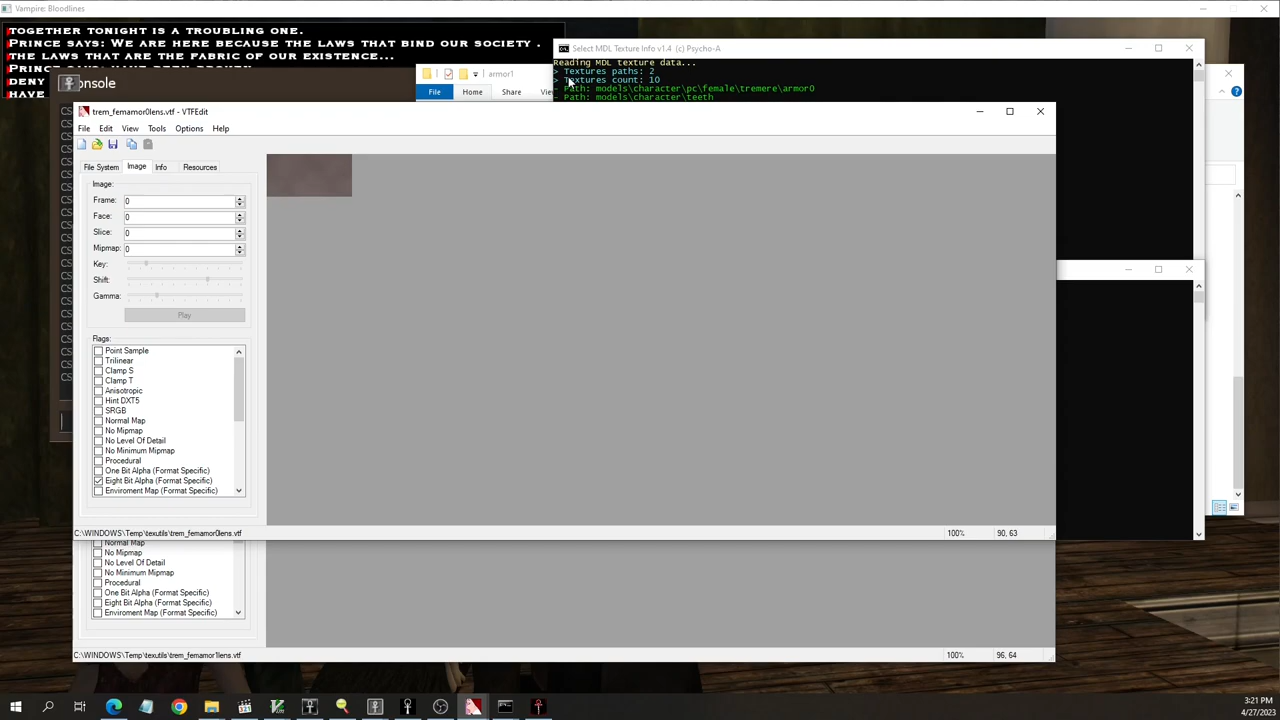 Vampire: Bloodlines
TOGETHER TONIGHT IS A TROUBLING ONE.
PRINCE SAYS: WE ARE HERE BECAUSE THE LAWS THAT BIND OUR SOCIETY .
THE LAWS THAT ARE THE FABRIC OF OUR EXISTENCE...
DENY
HAVE
onsole
armor1
File
Home
Share
Select MDL Texture Info v1.4 (c) Psycho-A
Reading MDL texture data...
> Textures paths: 2
> Textures count: 10
- Path: models\character\pc\female\tremere\armor0
- Path: models\character\teeth
trem_femamor0lens.vtf - VTFEdit
File Edit View Tools Options Help
File System Image Info Resources
Image:
Frame: 0
Face: 0
Slice: 0
Mipmap: 0
Key:
Shift:
Gamma:
Play
Flags:
Point Sample
Trilinear
Clamp S
Clamp T
Anisotropic
Hint DXT5
SRGB
Normal Map
No Mipmap
No Level Of Detail
No Minimum Mipmap
Procedural
One Bit Alpha (Format Specific)
Eight Bit Alpha (Format Specific)
Enviroment Map (Format Specific)
C:\WINDOWS\Temp\texutils\trem_femamor0lens.vtf
100%
90, 63
Normal Map
No Mipmap
No Level Of Detail
No Minimum Mipmap
Procedural
One Bit Alpha (Format Specific)
Eight Bit Alpha (Format Specific)
Enviroment Map (Format Specific)
C:\WINDOWS\Temp\texutils\trem_femamor1lens.vtf
100%
96, 64
3:21 PM
4/27/2023